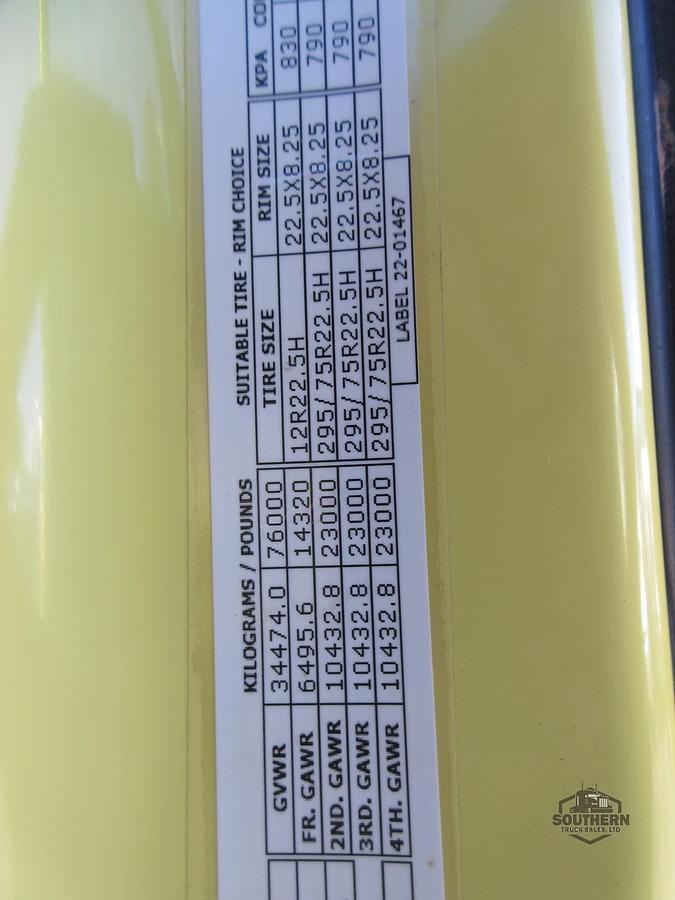 KILOGRAMS / POUNDS SUITABLE TIRE - RIM CHOICE
TIRE SIZE RIM SIZE KPA
GVWR 34474.0 76000
FR. GAWR 6495.6 14320 12R22.5H 22.5X8.25 830
2ND. GAWR 10432.8 23000 295/75R22.5H 22.5X8.25 790
3RD. GAWR 10432.8 23000 295/75R22.5H 22.5X8.25 790
4TH. GAWR 10432.8 23000 295/75R22.5H 22.5X8.25 790
LABEL 22-01467
SOUTHERN
TRUCK SALES, LTD